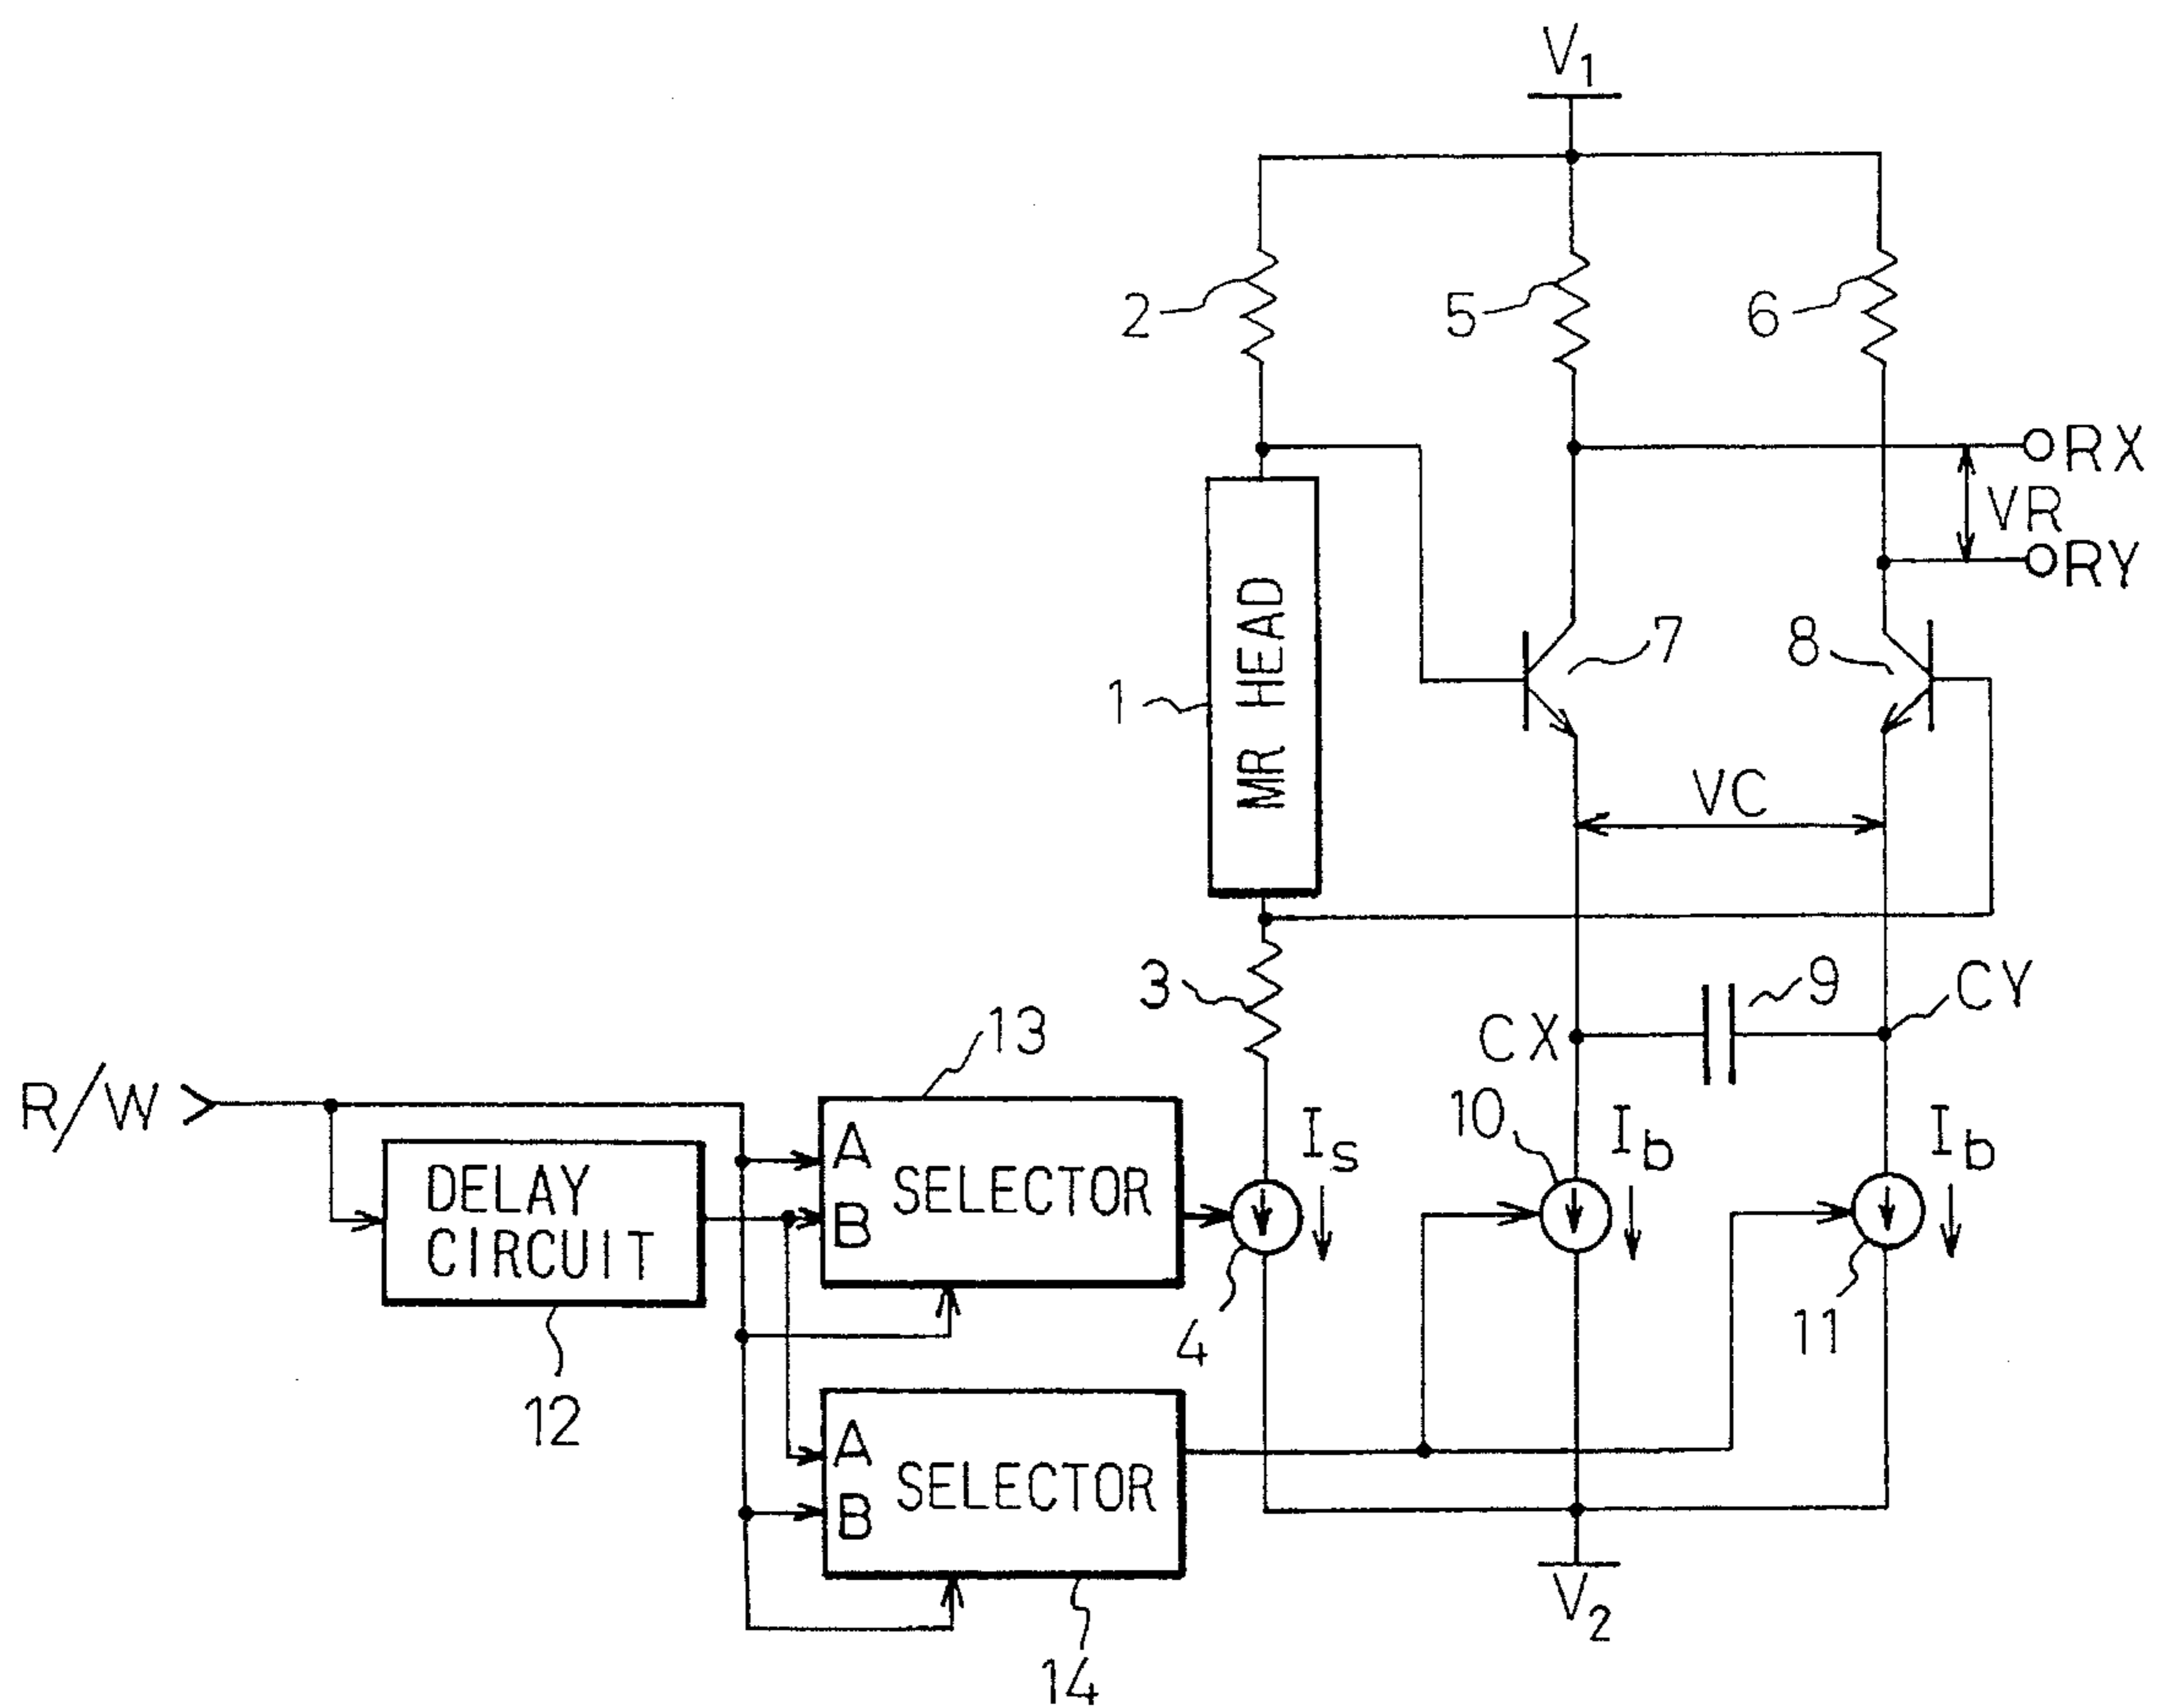 V1
2
5
6
RX
VR
RY
MR HEAD
1
7
8
VC
3
CX
9
CY
13
R/W
A
B
SELECTOR
DELAY
CIRCUIT
12
Is
4
10
Ib
Ib
11
A
B
SELECTOR
14
V2